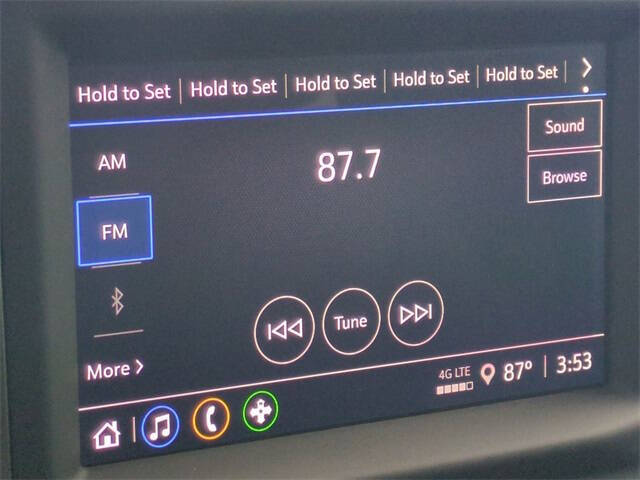 Hold to Set Hold to Set Hold to Set Hold to Set Hold to Set
AM
87.7
Sound
FM
Browse
Tune
More
4G LTE
87°
3:53